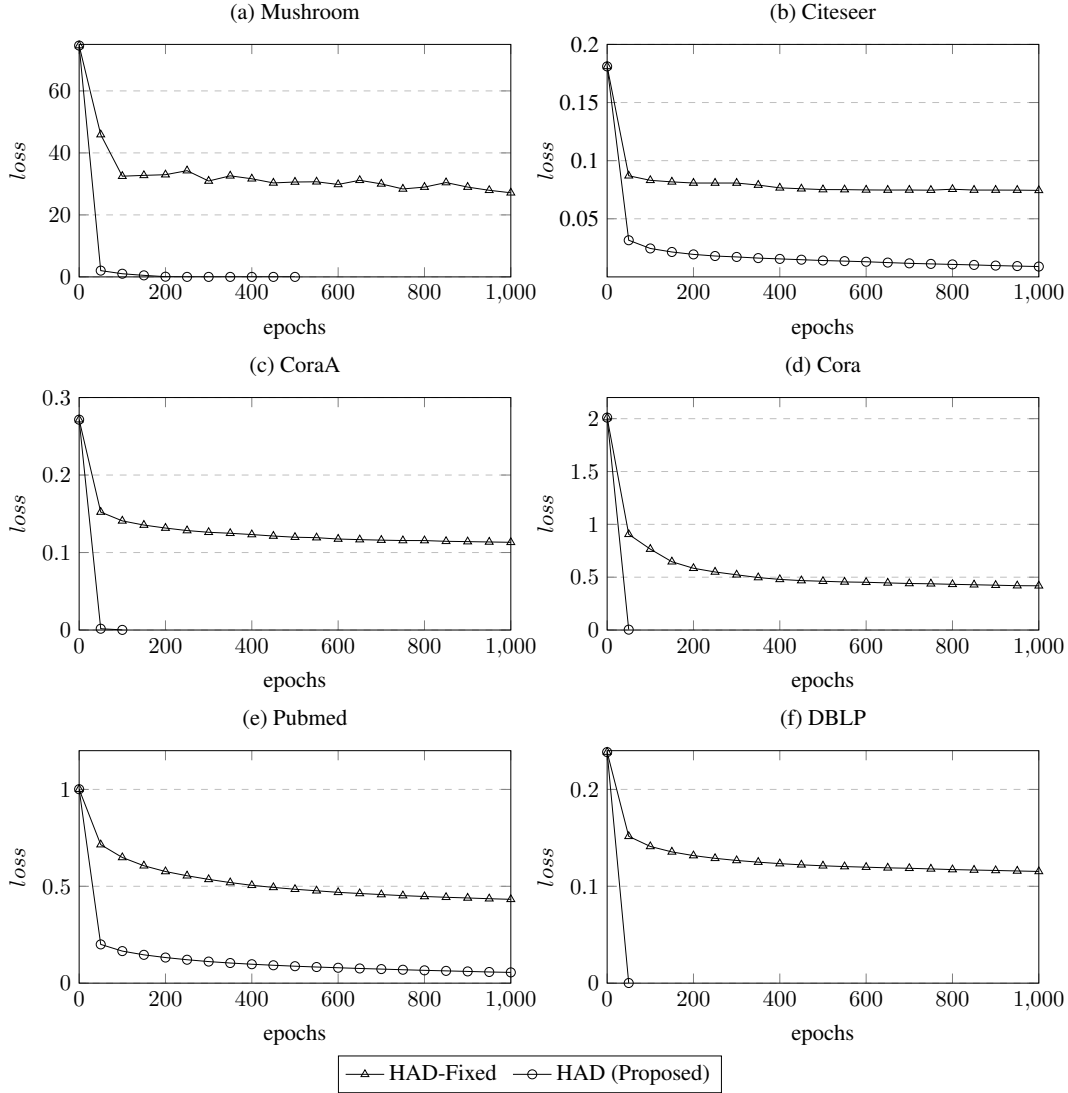 (a) Mushroom
60
40
20
0
loss
0 200 400 600 800 1,000
epochs
(b) Citeseer
0.2
0.15
0.1
0.05
loss
0 200 400 600 800 1,000
epochs
(c) CoraA
0.3
0.2
0.1
0
loss
0 200 400 600 800 1,000
epochs
(d) Cora
2
1.5
1
0.5
0
loss
0 200 400 600 800 1,000
epochs
(e) Pubmed
1
0.5
0
loss
0 200 400 600 800 1,000
epochs
(f) DBLP
0.2
0.1
0
loss
0 200 400 600 800 1,000
epochs
HAD-Fixed HAD (Proposed)